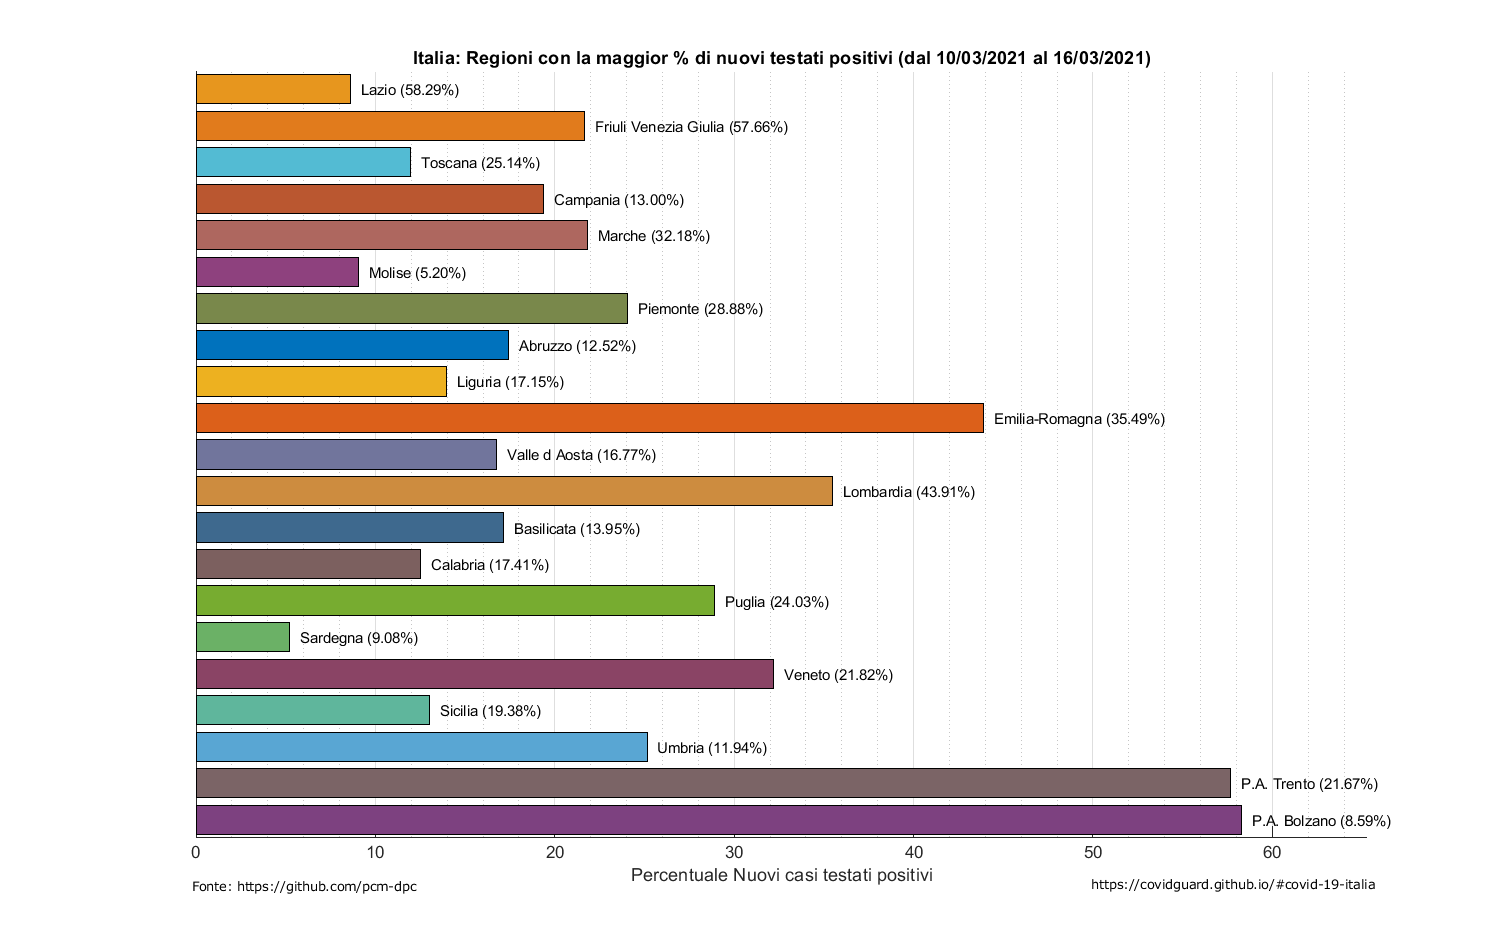 Italia: Regioni con la maggior % di nuovi testati positivi (dal 10/03/2021 al 16/03/2021)
Lazio (58.29%)
Friuli Venezia Giulia (57.66%)
Toscana (25.14%)
Campania (13.00%)
Marche (32.18%)
Molise (5.20%)
Piemonte (28.88%)
Abruzzo (12.52%)
Liguria (17.15%)
Emilia-Romagna (35.49%)
Valle d Aosta (16.77%)
Lombardia (43.91%)
Basilicata (13.95%)
Calabria (17.41%)
Puglia (24.03%)
Sardegna (9.08%)
Veneto (21.82%)
Sicilia (19.38%)
Umbria (11.94%)
P.A. Trento (21.67%)
P.A. Bolzano (8.59%)
0 10 20 30 40 50 60
Percentuale Nuovi casi testati positivi
Fonte: https://github.com/pcm-dpc
https://covidguard.github.io/#covid-19-italia